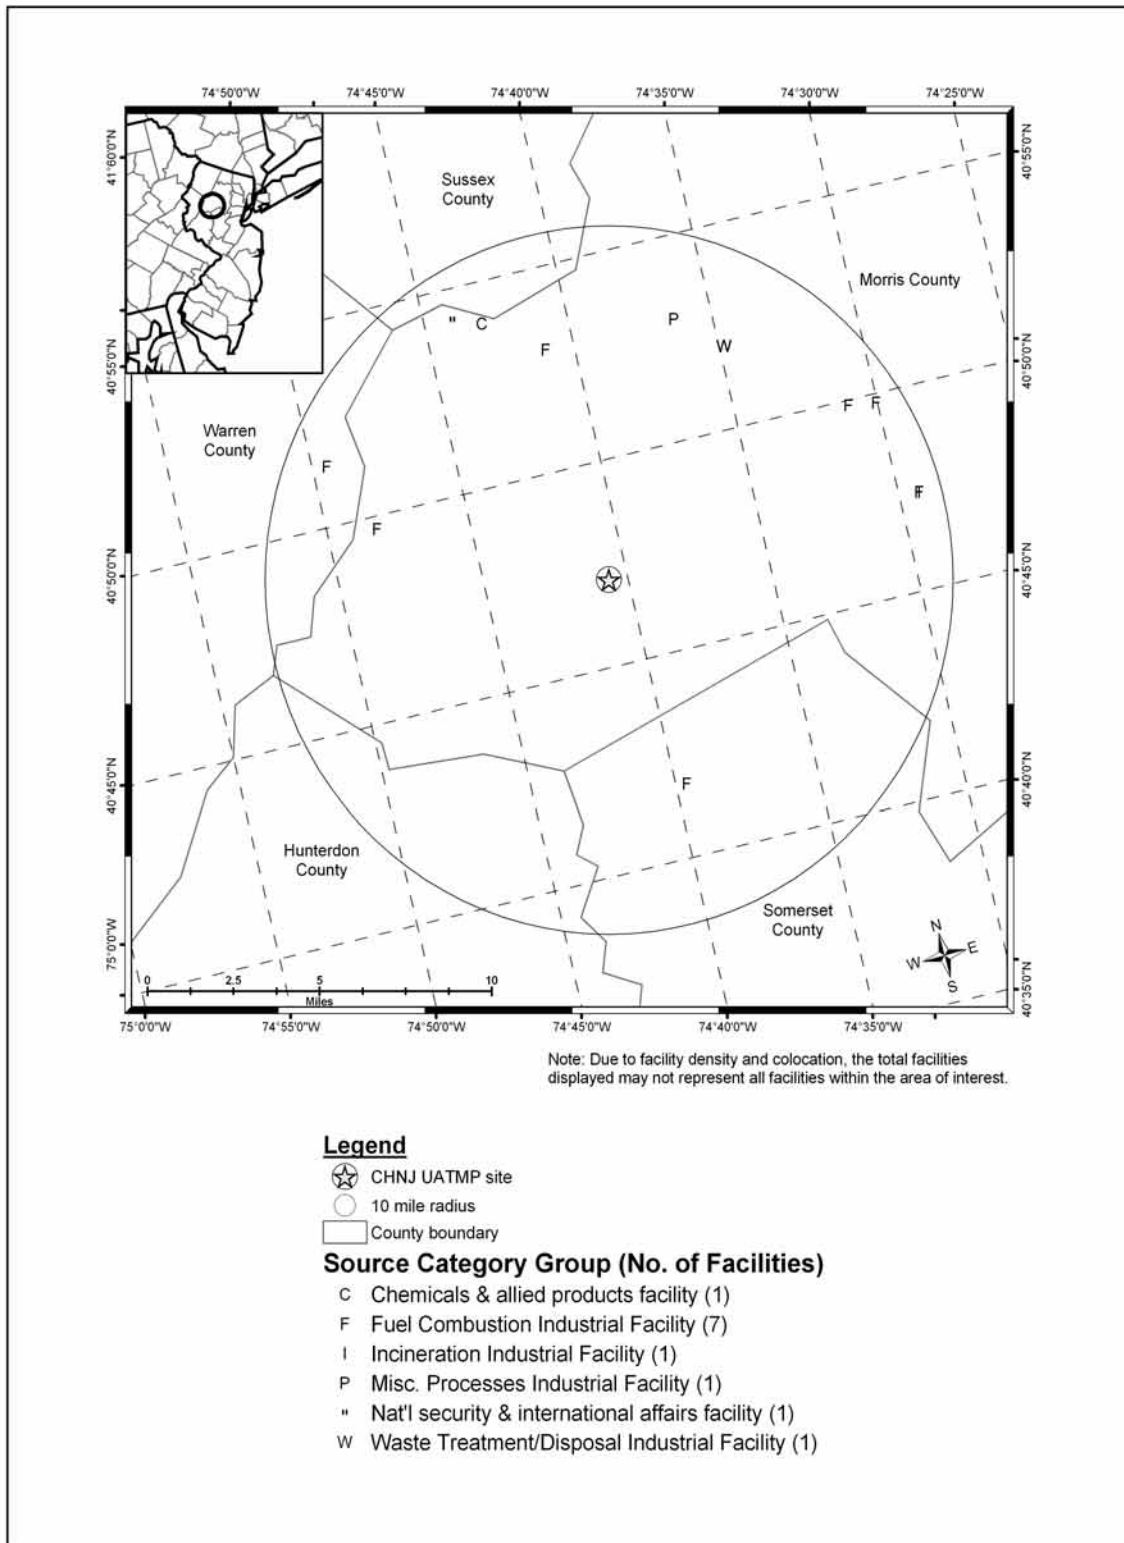 74°50'0"W 74°45'0"W 74°40'0"W 74°35'0"W 74°30'0"W 74°25'0"W
41°60'0"N
40°55'0"N
Sussex
County
Morris County
P
" C
F
W
40°55'0"N
40°50'0"N
F F
Warren
County
F
F
F
I
40°50'0"N
40°45'0"N
F
40°45'0"N
40°40'0"N
Hunterdon
County
Somerset
County
N
W E
S
75°0'0"W
40°35'0"N
0 2.5 5 10
Miles
75°0'0"W 74°55'0"W 74°50'0"W 74°45'0"W 74°40'0"W 74°35'0"W
Note: Due to facility density and colocation, the total facilities
displayed may not represent all facilities within the area of interest.
Legend
CHNJ UATMP site
10 mile radius
County boundary
Source Category Group (No. of Facilities)
C Chemicals & allied products facility (1)
F Fuel Combustion Industrial Facility (7)
I Incineration Industrial Facility (1)
P Misc. Processes Industrial Facility (1)
" Nat'l security & international affairs facility (1)
W Waste Treatment/Disposal Industrial Facility (1)